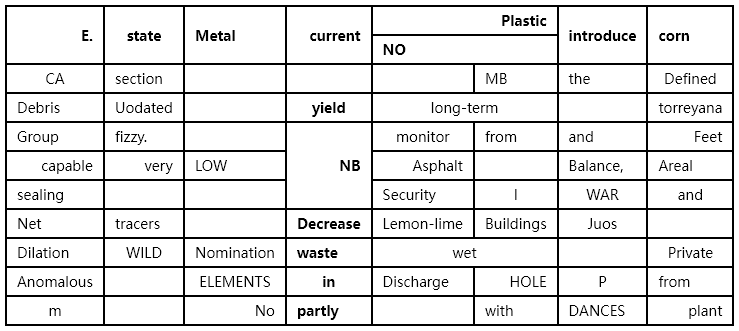 E. state Metal current Plastic introduce corn
NO
CA section MB the Defined
Debris Uodated yield long-term torreyana
Group fizzy. monitor from and Feet
capable very LOW NB Asphalt Balance, Areal
sealing Security I WAR and
Net tracers Decrease Lemon-lime Buildings Juos
Dilation WILD Nomination waste wet Private
Anomalous ELEMENTS in Discharge HOLE P from
m No partly with DANCES plant